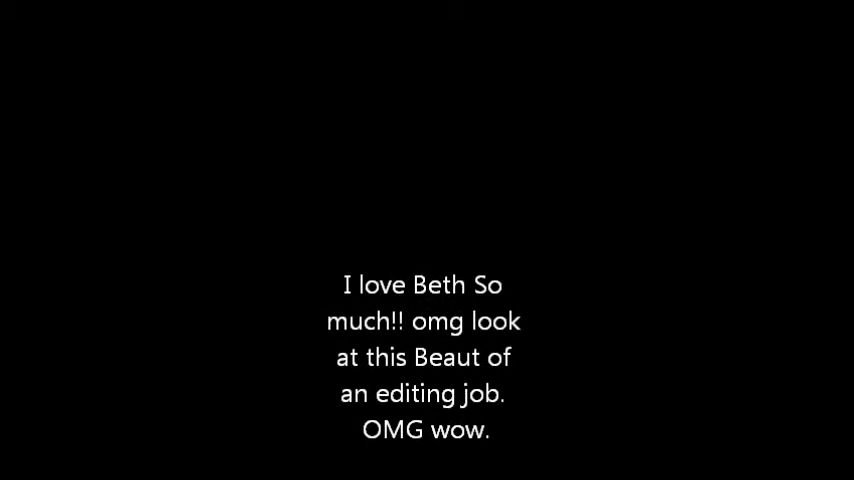 I love Beth So
much!! omg look
at this Beaut of
an editing job.
OMG wow.